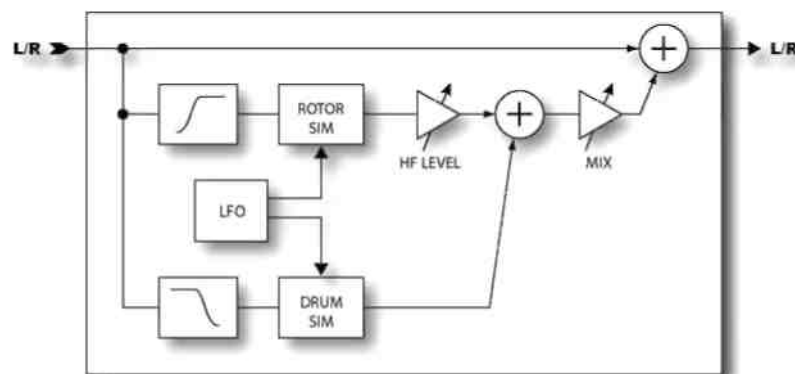 L/R
L/R
ROTOR
SIM
HF LEVEL
MIX
LFO
DRUM
SIM